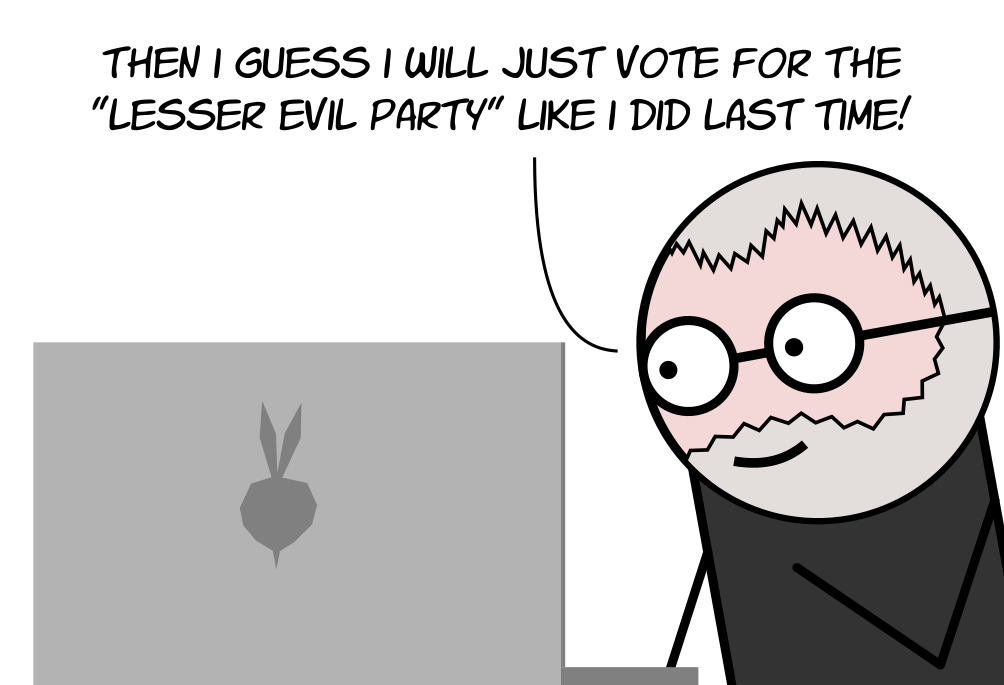 THEN I GUESS I WILL JUST VOTE FOR THE
"LESSER EVIL PARTY" LIKE I DID LAST TIME!